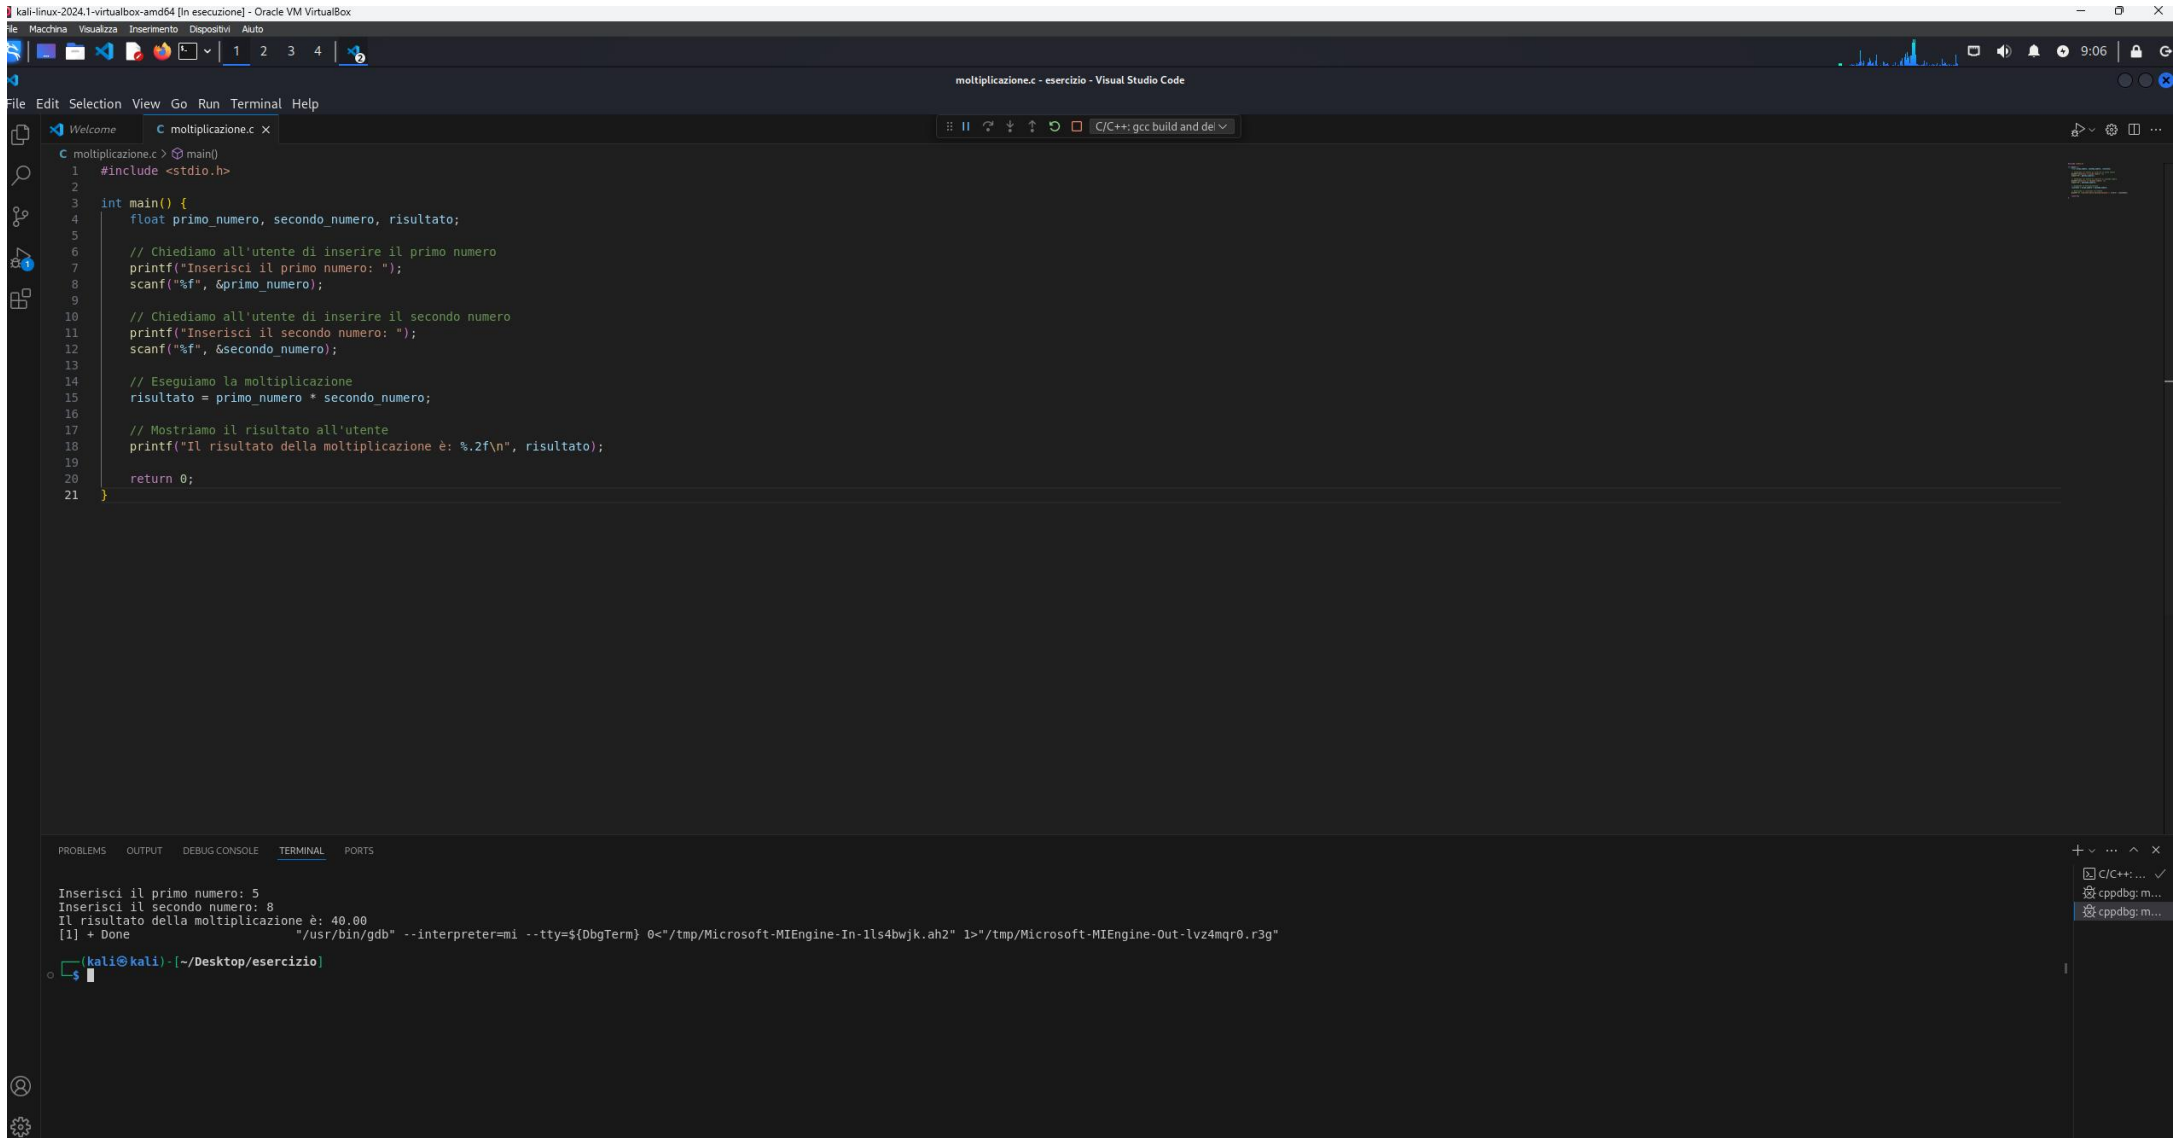 kali-linux-2024.1-virtualbox-amd64 [In esecuzione] - Oracle VM VirtualBox
File Macchina Visualizza Inserimento Dispositivi Aiuto
1 2 3 4 2 9:06
moltiplicazione.c - esercizio - Visual Studio Code
File Edit Selection View Go Run Terminal Help
Welcome C moltiplicazione.c C/C++: gcc build and de
C moltiplicazione.c > main()
1 #include <stdio.h>
2
3 int main() {
4 float primo_numero, secondo_numero, risultato;
5
6 // Chiediamo all'utente di inserire il primo numero
7 printf("Inserisci il primo numero: ");
8 scanf("%f", &primo_numero);
9
10 // Chiediamo all'utente di inserire il secondo numero
11 printf("Inserisci il secondo numero: ");
12 scanf("%f", &secondo_numero);
13
14 // Eseguiamo la moltiplicazione
15 risultato = primo_numero * secondo_numero;
16
17 // Mostriamo il risultato all'utente
18 printf("Il risultato della moltiplicazione è: %.2f\n", risultato);
19
20 return 0;
21 }
1
PROBLEMS OUTPUT DEBUG CONSOLE TERMINAL PORTS
Inserisci il primo numero: 5
Inserisci il secondo numero: 8
Il risultato della moltiplicazione è: 40.00
[1] + Done "/usr/bin/gdb" --interpreter=mi --tty=${DbgTerm} 0<"/tmp/Microsoft-MIEngine-In-1ls4bwjk.ah2" 1>"/tmp/Microsoft-MIEngine-Out-lvz4mqr0.r3g"
(kali㉿kali)-[~/Desktop/esercizio]
$
C/C++: ...
cppdbg: m...
cppdbg: m...